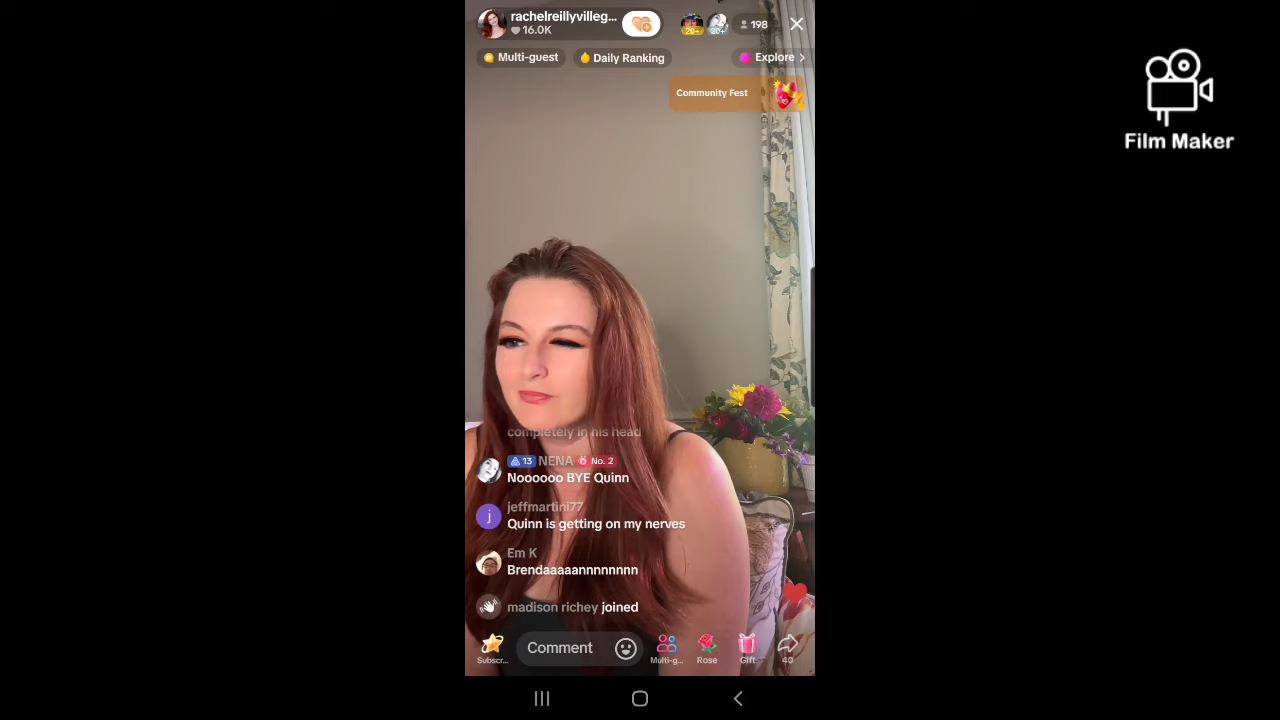 rachelreillyvilleg...
16.0K
20+
20+
198
Multi-guest
Daily Ranking
Explore >
Community Fest
Film Maker
completely in his head
13 NENA No. 2
Noooooo BYE Quinn
j
jeffmartini77
Quinn is getting on my nerves
Em K
Brendaaaaannnnnnnn
madison richey joined
Comment
Subscr...
Multi-g...
Rose
Gift
40